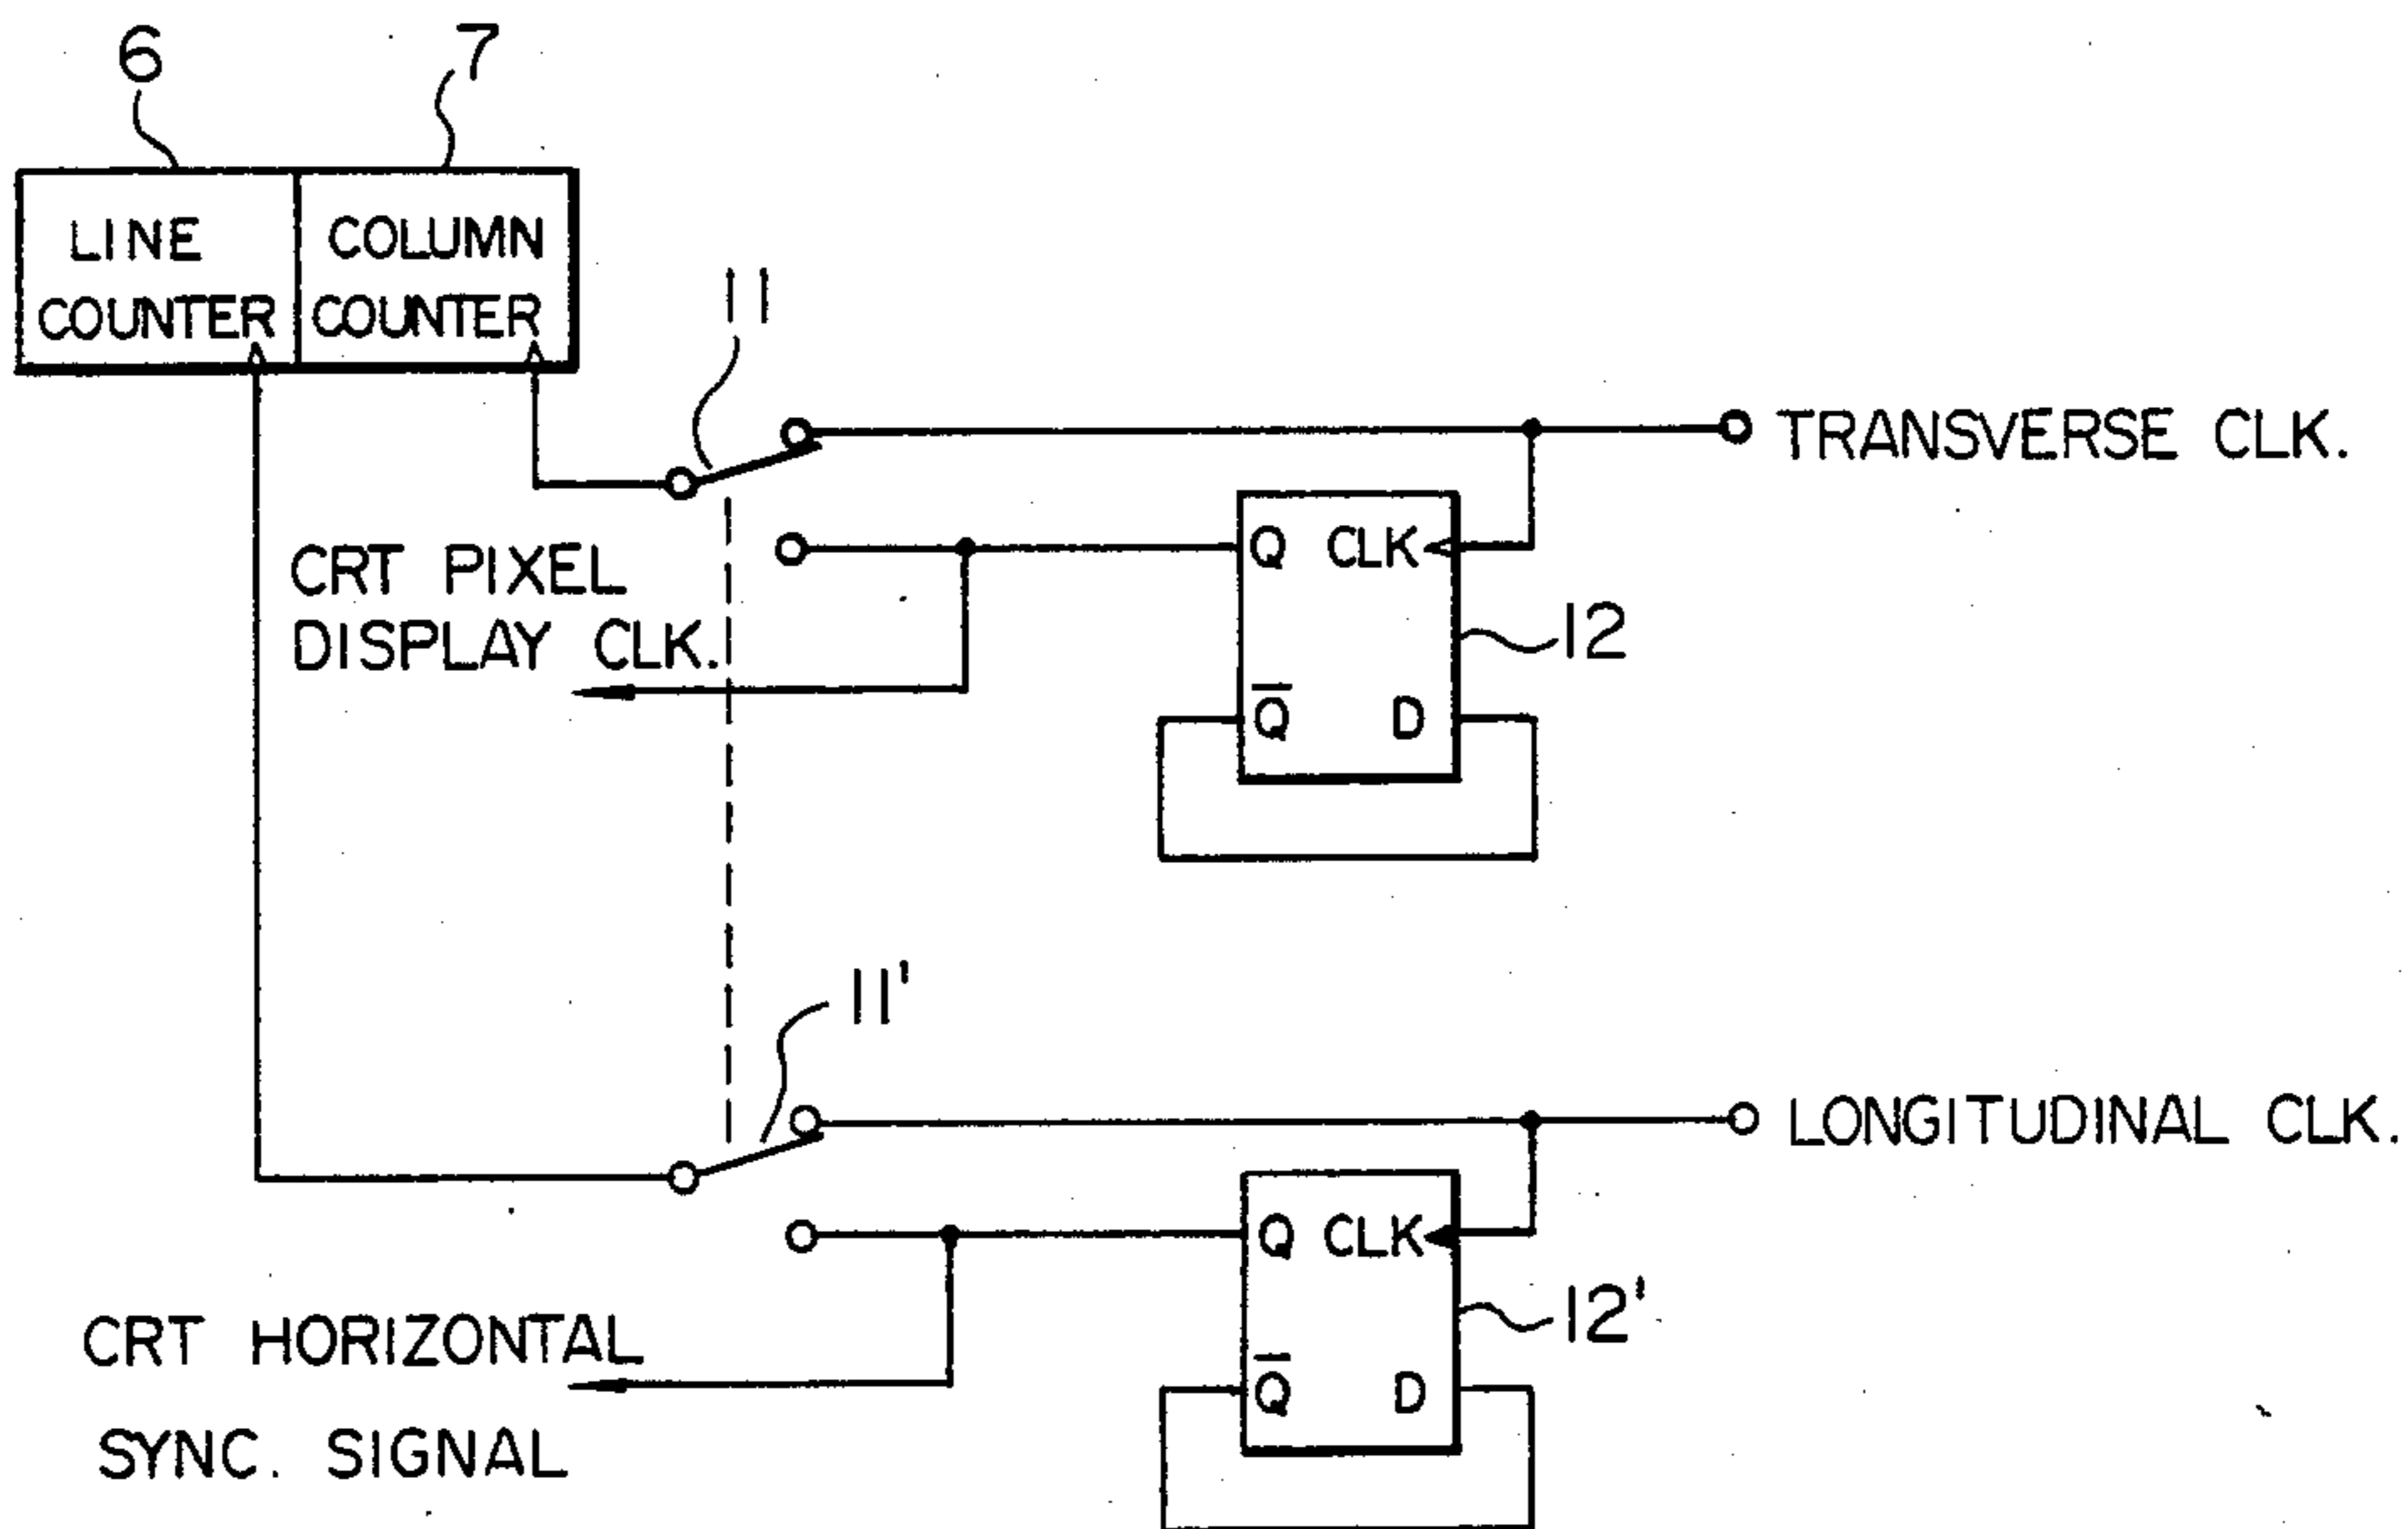 6 7
LINE COUNTER
COLUMN COUNTER
11
TRANSVERSE CLK.
CRT PIXEL
DISPLAY CLK.
Q CLK
12
Q̅ D
11'
LONGITUDINAL CLK.
Q CLK
12'
CRT HORIZONTAL
SYNC. SIGNAL
Q̅ D